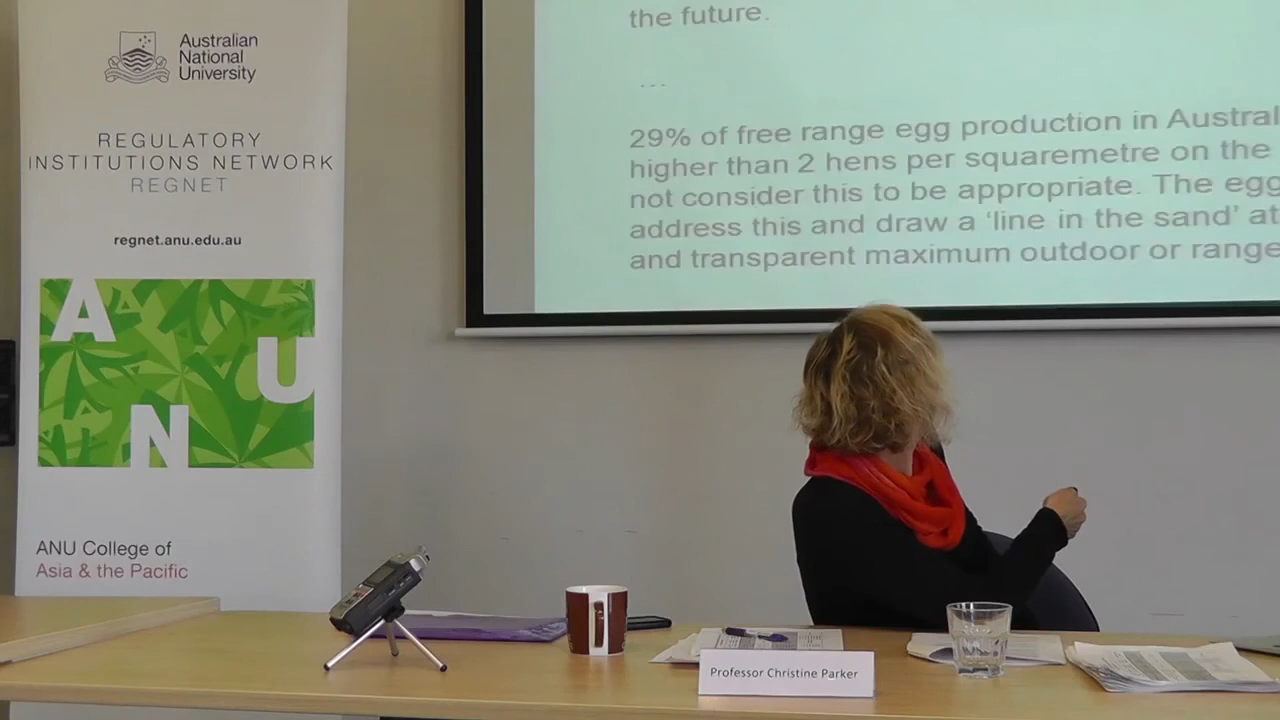 Australian
National
University
REGULATORY
INSTITUTIONS NETWORK
REGNET
regnet.anu.edu.au
A
U
N
ANU College of
Asia & the Pacific
the future.
...
29% of free range egg production in Austral
higher than 2 hens per squaremetre on the
not consider this to be appropriate. The egg
address this and draw a ‘line in the sand’ at
and transparent maximum outdoor or range
Professor Christine Parker